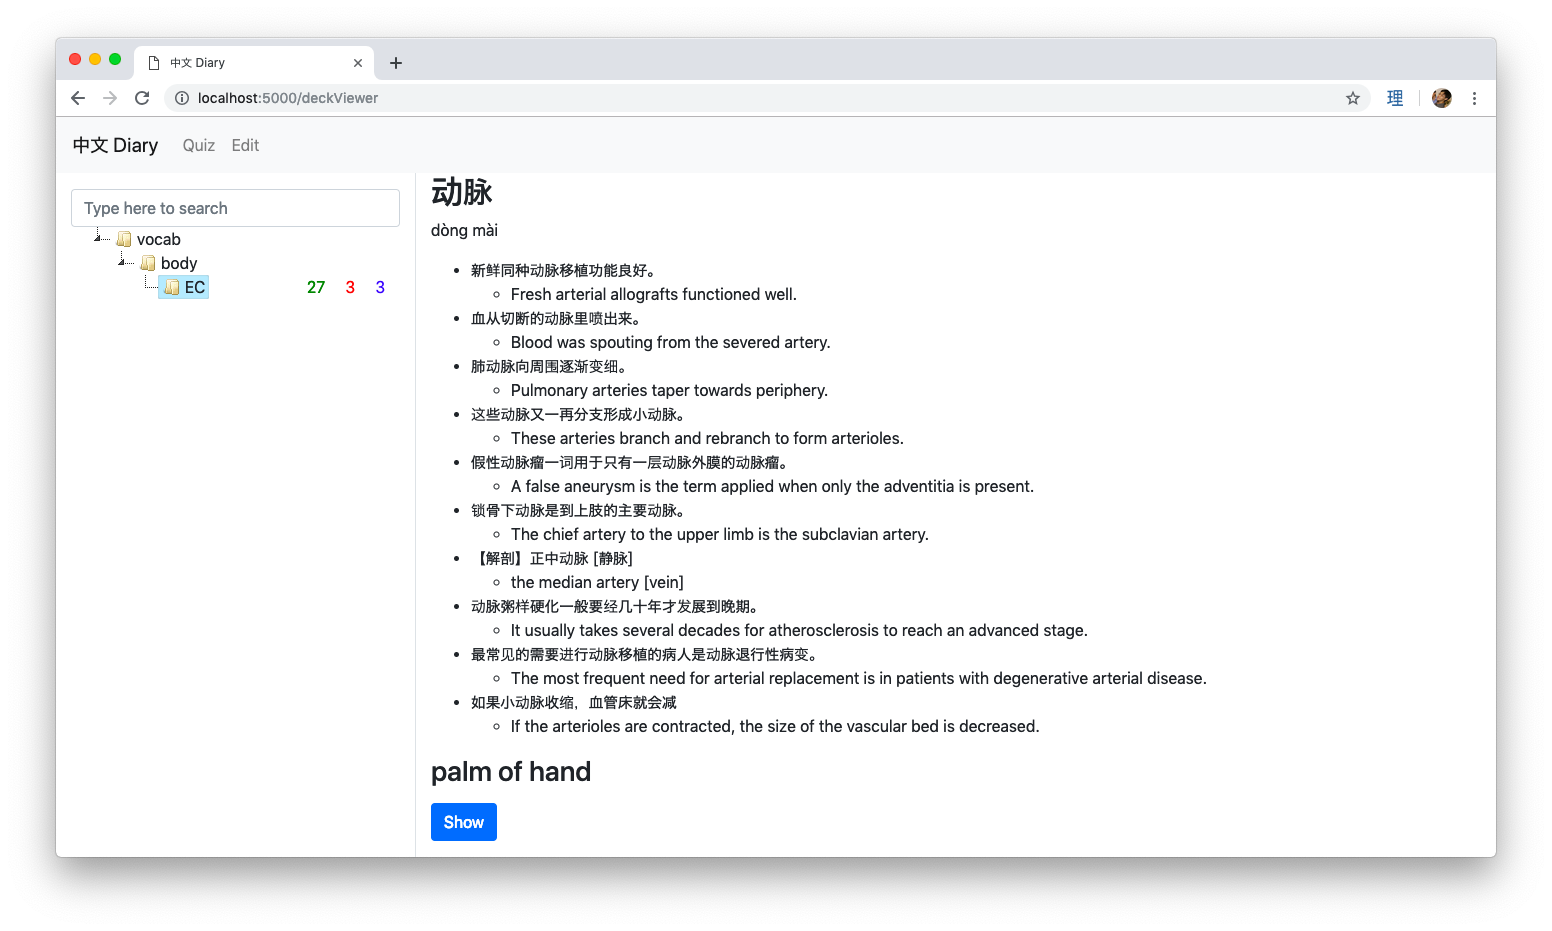 中文 Diary
localhost:5000/deckViewer
理
中文 Diary Quiz Edit
Type here to search
vocab
body
EC 27 3 3
动脉
dòng mài
新鲜同种动脉移植功能良好。
Fresh arterial allografts functioned well.
血从切断的动脉里喷出来。
Blood was spouting from the severed artery.
肺动脉向周围逐渐变细。
Pulmonary arteries taper towards periphery.
这些动脉又一再分支形成小动脉。
These arteries branch and rebranch to form arterioles.
假性动脉瘤一词用于只有一层动脉外膜的动脉瘤。
A false aneurysm is the term applied when only the adventitia is present.
锁骨下动脉是到上肢的主要动脉。
The chief artery to the upper limb is the subclavian artery.
【解剖】正中动脉 [静脉]
the median artery [vein]
动脉粥样硬化一般要经几十年才发展到晚期。
It usually takes several decades for atherosclerosis to reach an advanced stage.
最常见的需要进行动脉移植的病人是动脉退行性病变。
The most frequent need for arterial replacement is in patients with degenerative arterial disease.
如果小动脉收缩，血管床就会减
If the arterioles are contracted, the size of the vascular bed is decreased.
palm of hand
Show